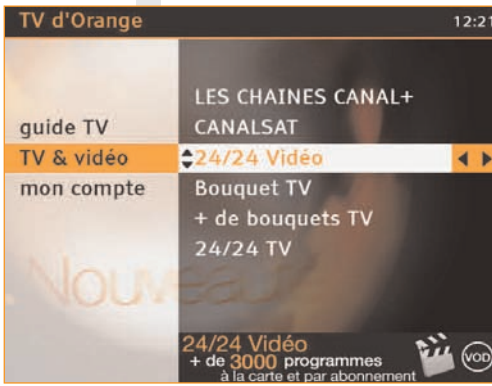 TV d'Orange 12:21
LES CHAINES CANAL+
guide TV CANALSAT
TV & vidéo 24/24 Vidéo
mon compte Bouquet TV
+ de bouquets TV
24/24 TV
Nouveau
24/24 Vidéo
+ de 3000 programmes
à la carte et par abonnement
VOD